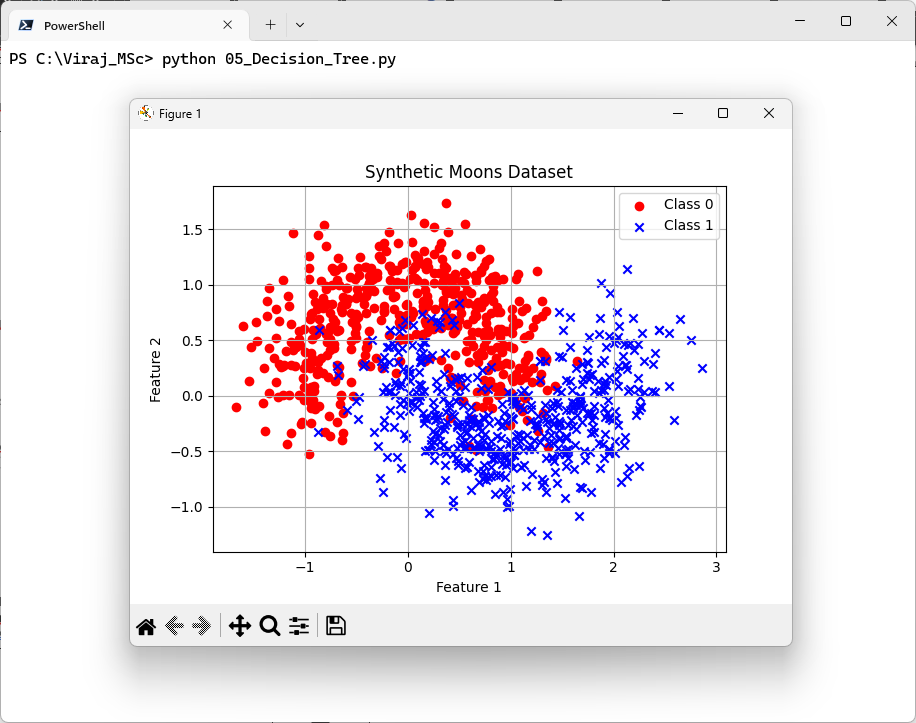 PowerShell
PS C:\Viraj_MSc> python 05_Decision_Tree.py
Figure 1
Synthetic Moons Dataset
Class 0
Class 1
1.5
1.0
0.5
0.0
−0.5
−1.0
Feature 2
−1 0 1 2 3
Feature 1